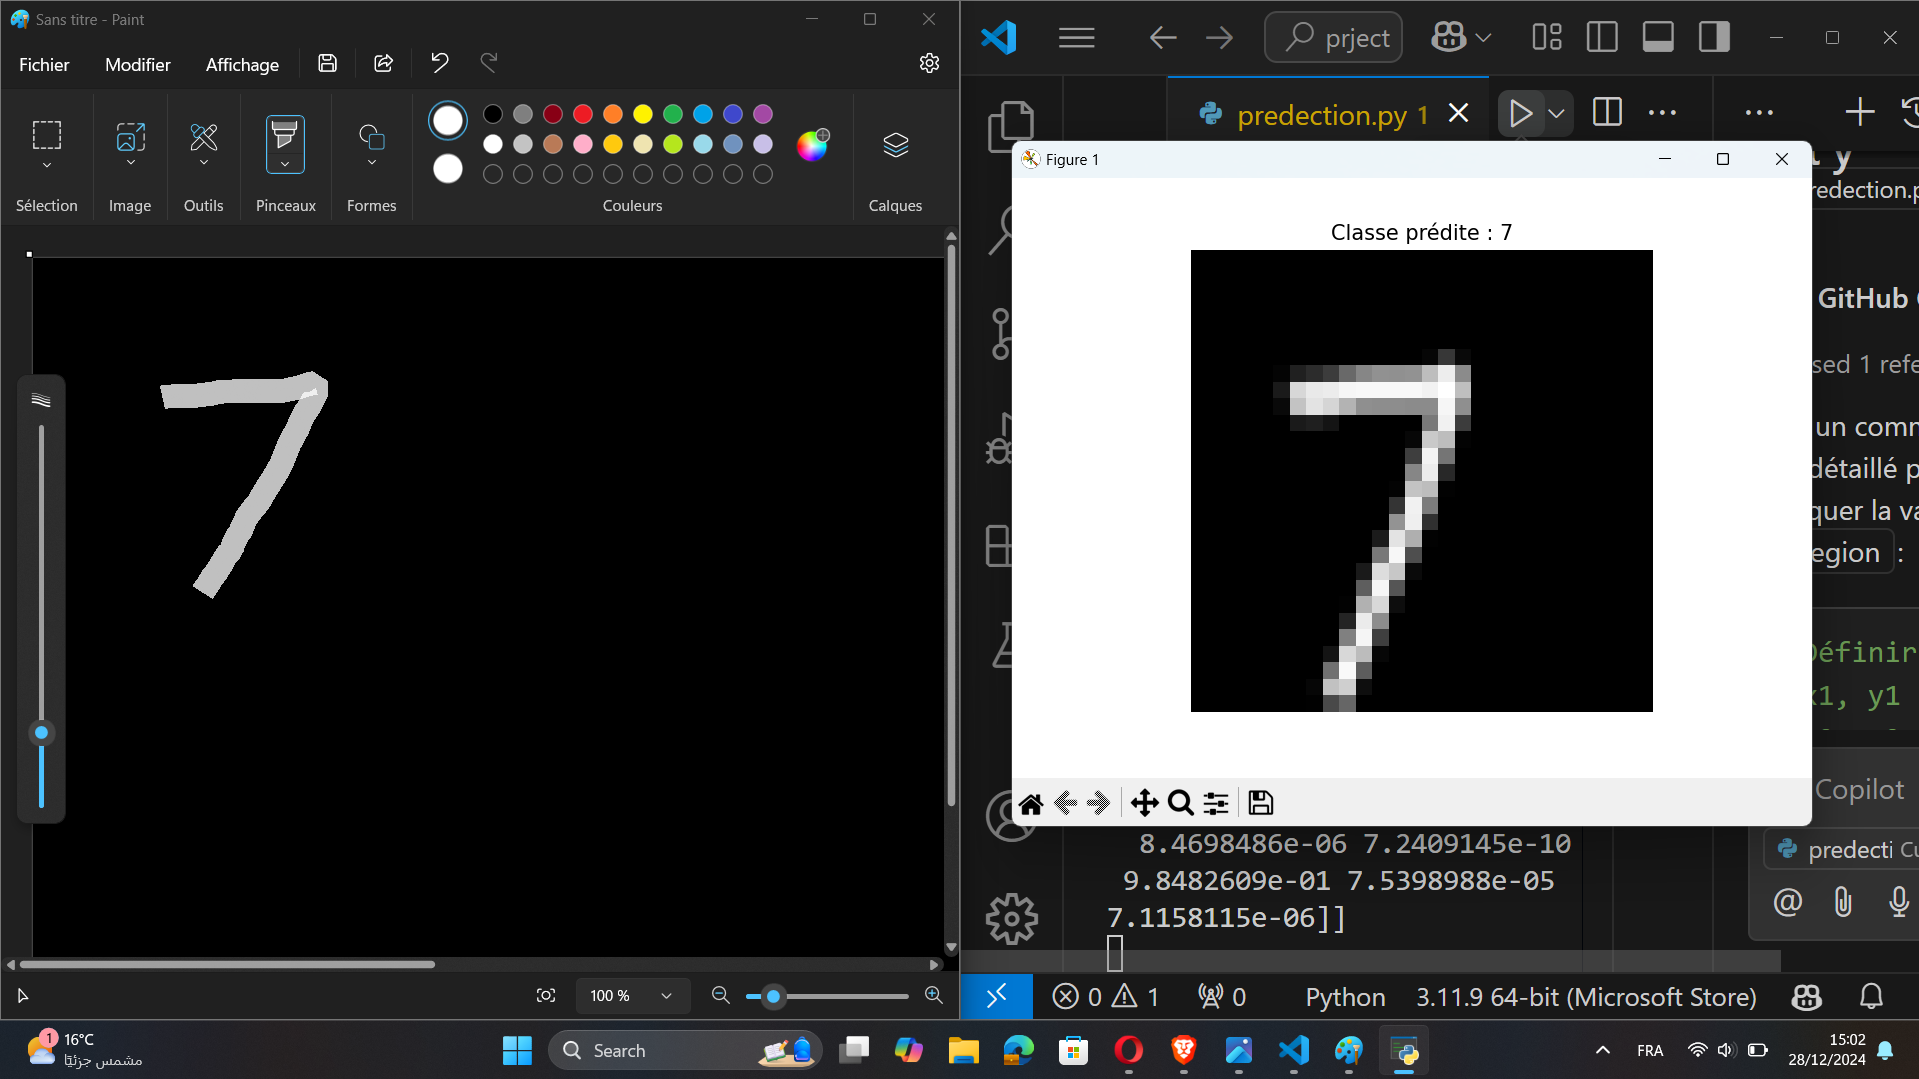 Sans titre - Paint
Fichier Modifier Affichage
Sélection Image Outils Pinceaux Formes Couleurs Calques
7
100 %
prject
predection.py 1
Figure 1
Classe prédite : 7
7
redection.p
GitHub
sed 1 refe
un comm
détaillé p
quer la va
egion :
Définir
x1, y1
Copilot
predecti Cu
8.4698486e-06 7.2409145e-10
9.8482609e-01 7.5398988e-05
7.1158115e-06]]
0 1 0 Python 3.11.9 64-bit (Microsoft Store)
1 16°C
مشمس جزئيًا
Search
FRA
15:02
28/12/2024